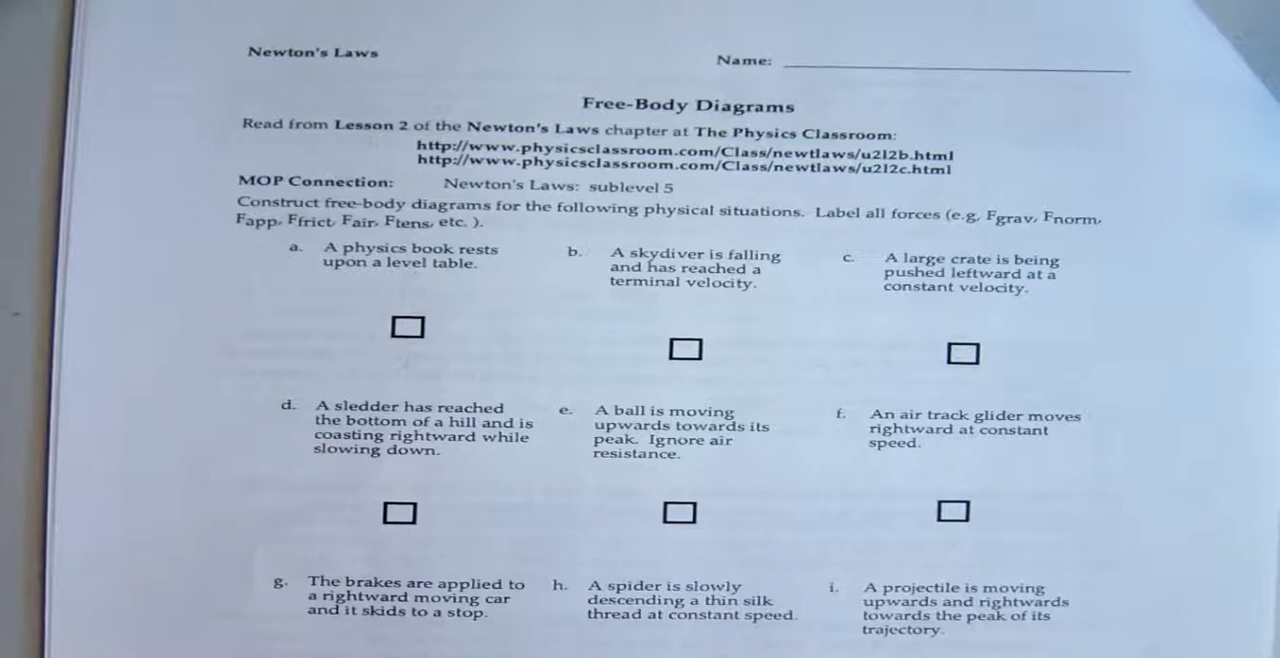 Newton's Laws
Name:
Free-Body Diagrams
Read from Lesson 2 of the Newton's Laws chapter at The Physics Classroom:
http://www.physicsclassroom.com/Class/newtlaws/u2l2b.html
http://www.physicsclassroom.com/Class/newtlaws/u2l2c.html
MOP Connection: Newton's Laws: sublevel 5
Construct free-body diagrams for the following physical situations. Label all forces (e.g, Fgrav, Fnorm,
Fapp, Ffrict, Fair, Ftens, etc. ).
a. A physics book rests
upon a level table.
b. A skydiver is falling
and has reached a
terminal velocity.
c. A large crate is being
pushed leftward at a
constant velocity.
d. A sledder has reached
the bottom of a hill and is
coasting rightward while
slowing down.
e. A ball is moving
upwards towards its
peak. Ignore air
resistance.
f. An air track glider moves
rightward at constant
speed.
g. The brakes are applied to
a rightward moving car
and it skids to a stop.
h. A spider is slowly
descending a thin silk
thread at constant speed.
i. A projectile is moving
upwards and rightwards
towards the peak of its
trajectory.